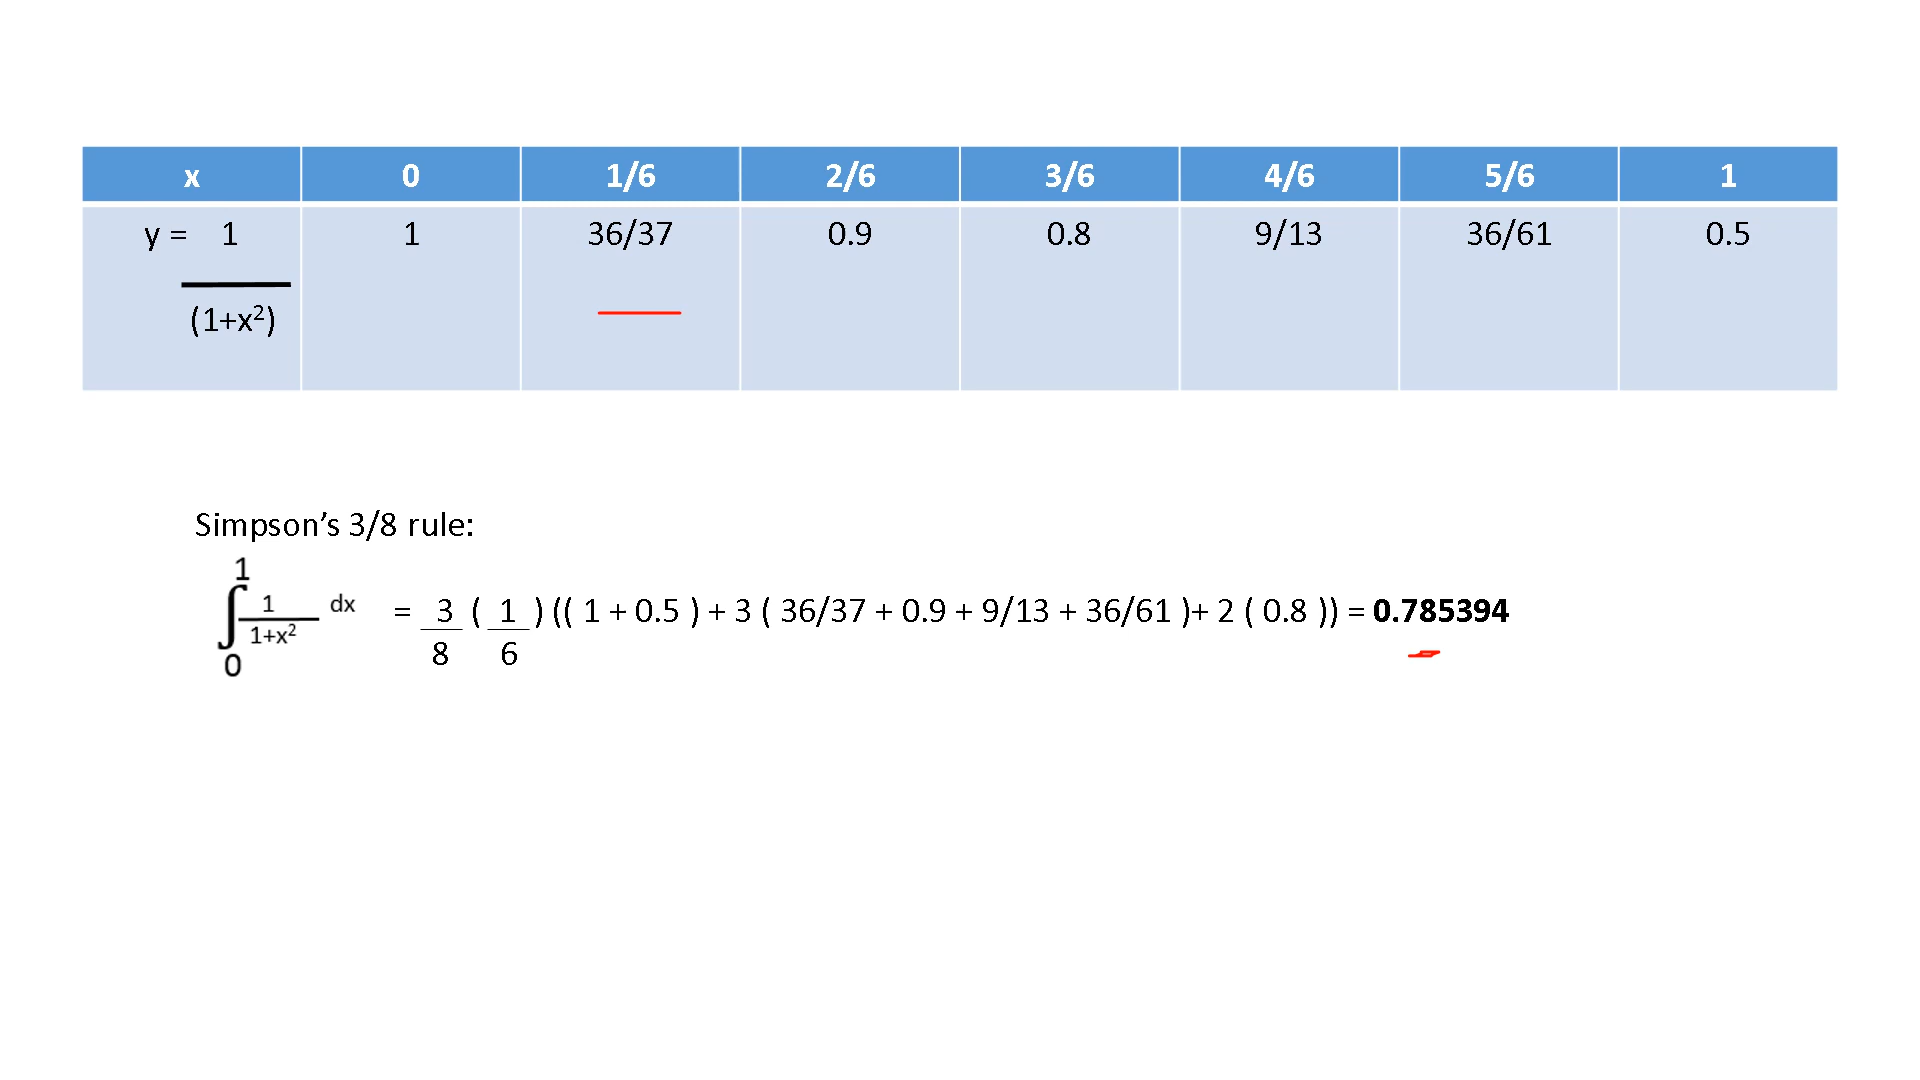 x 0 1/6 2/6 3/6 4/6 5/6 1
y = 1 1 36/37 0.9 0.8 9/13 36/61 0.5
(1+x²)
Simpson’s 3/8 rule:
1
1 dx = 3 ( 1 ) (( 1 + 0.5 ) + 3 ( 36/37 + 0.9 + 9/13 + 36/61 )+ 2 ( 0.8 )) = 0.785394
∫ 1+x² 8 6
0